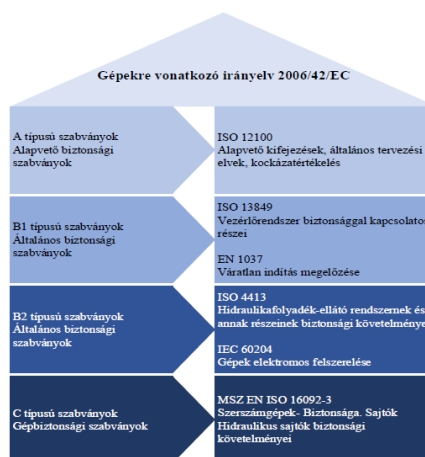 Gépekre vonatkozó irányelv 2006/42/EC
A típusú szabványok
Alapvető biztonsági
szabványok
ISO 12100
Alapvető kifejezések, általános tervezési
elvek, kockázatértékelés
B1 típusú szabványok
Általános biztonsági
szabványok
ISO 13849
Vezérlőrendszer biztonsággal kapcsolatos
részei
EN 1037
Váratlan indítás megelőzése
B2 típusú szabványok
Általános biztonsági
szabványok
ISO 4413
Hidraulikafolyadék-ellátó rendszernek és
annak részeinek biztonsági követelménye
IEC 60204
Gépek elektromos felszerelése
C típusú szabványok
Gépbiztonsági szabványok
MSZ EN ISO 16092-3
Szerszámgépek- Biztonsága. Sajtók
Hidraulikus sajtók biztonsági
követelményei